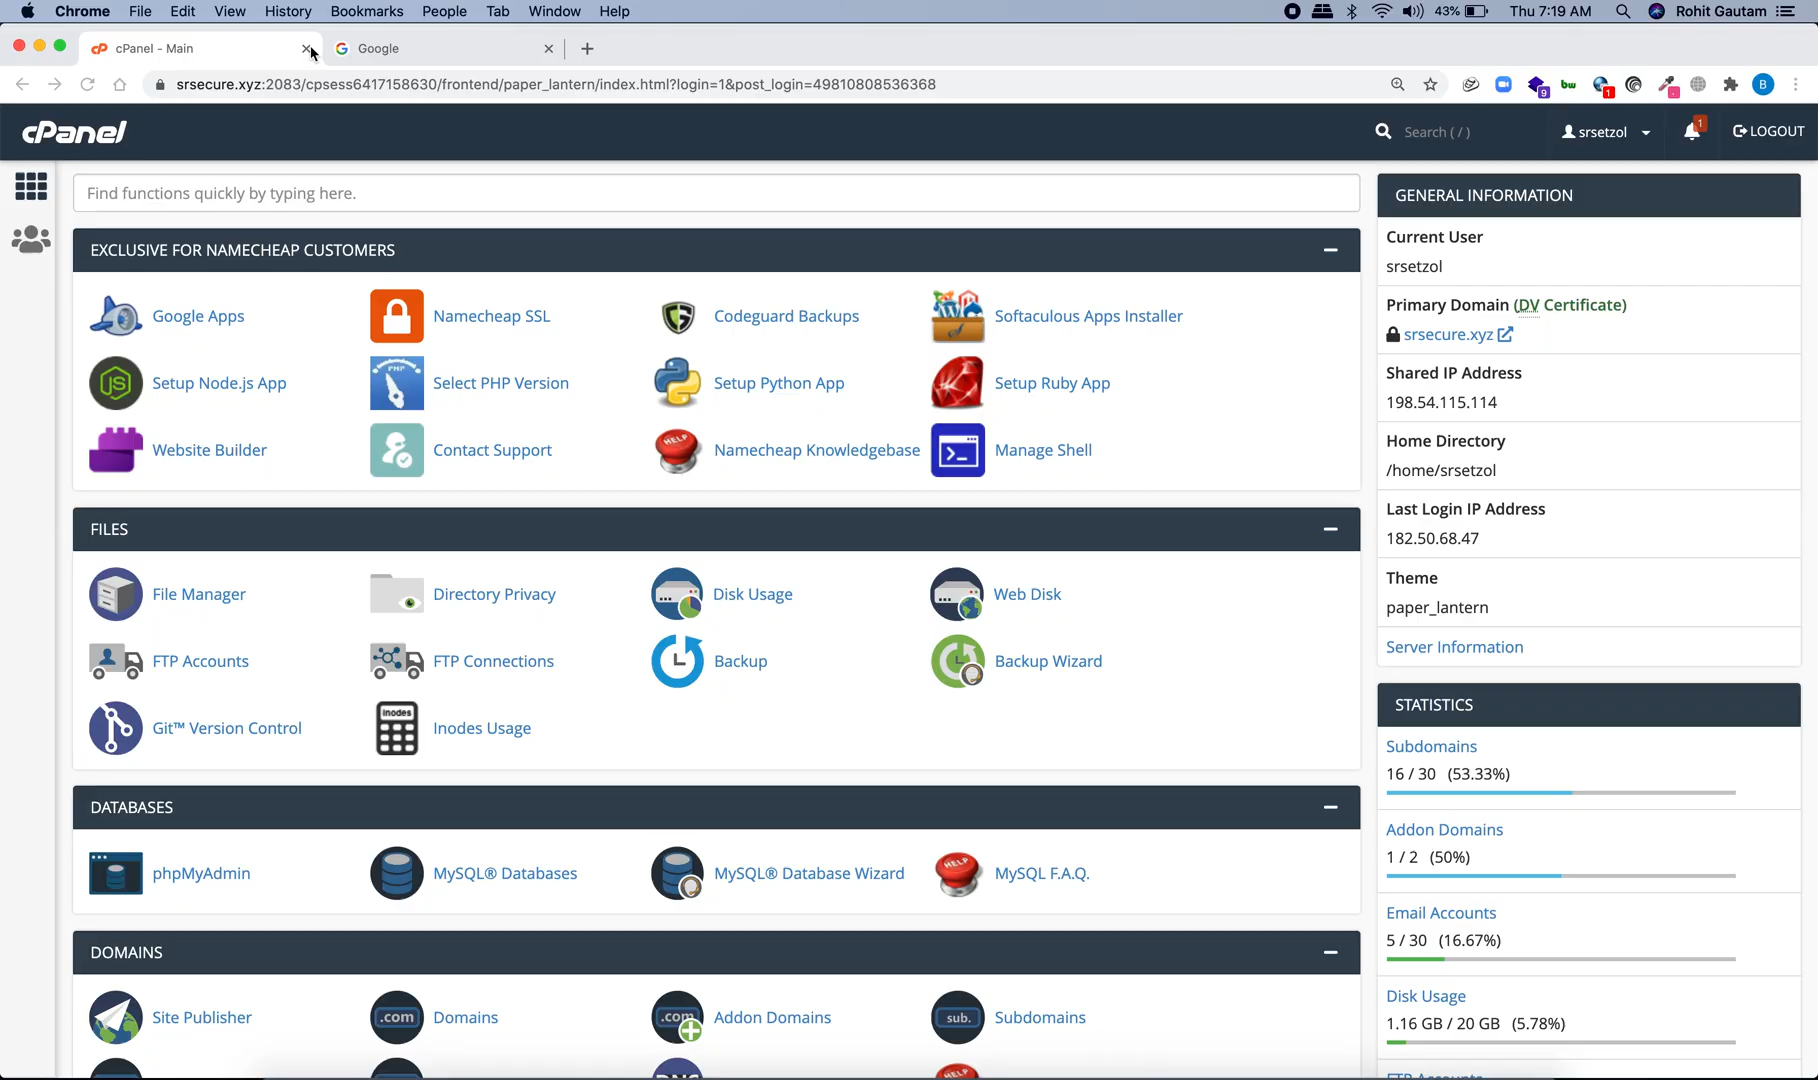 Chrome File Edit View History Bookmarks People Tab Window Help 43% Thu 7:19 AM Rohit Gautam
cPanel - Main Google
srsecure.xyz:2083/cpsess6417158630/frontend/paper_lantern/index.html?login=1&post_login=49810808536368 9 bw 1 B
cPanel Search ( / ) srsetzol 1 LOGOUT
Find functions quickly by typing here.
EXCLUSIVE FOR NAMECHEAP CUSTOMERS
Google Apps Namecheap SSL Codeguard Backups Softaculous Apps Installer
Setup Node.js App Select PHP Version Setup Python App Setup Ruby App
Website Builder Contact Support Namecheap Knowledgebase Manage Shell
FILES
File Manager Directory Privacy Disk Usage Web Disk
FTP Accounts FTP Connections Backup Backup Wizard
Git™ Version Control Inodes Usage
DATABASES
phpMyAdmin MySQL® Databases MySQL® Database Wizard MySQL F.A.Q.
DOMAINS
Site Publisher Domains Addon Domains Subdomains
GENERAL INFORMATION
Current User
srsetzol
Primary Domain (DV Certificate)
srsecure.xyz
Shared IP Address
198.54.115.114
Home Directory
/home/srsetzol
Last Login IP Address
182.50.68.47
Theme
paper_lantern
Server Information
STATISTICS
Subdomains
16 / 30 (53.33%)
Addon Domains
1 / 2 (50%)
Email Accounts
5 / 30 (16.67%)
Disk Usage
1.16 GB / 20 GB (5.78%)